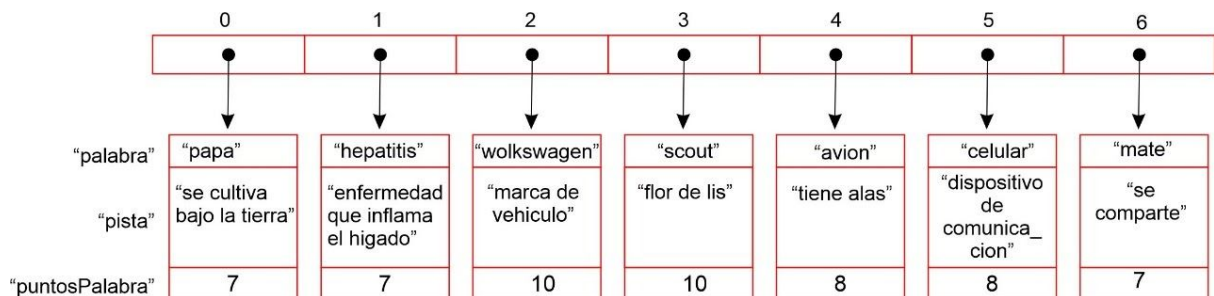 0 1 2 3 4 5 6
“palabra” “papa” “hepatitis” “wolkswagen” “scout” “avion” “celular” “mate”
“pista”
“se cultiva
bajo la tierra”
“enfermedad
que inflama
el higado”
“marca de
vehiculo”
“flor de lis”
“tiene alas”
“dispositivo
de
comunica_
cion”
“se
comparte”
“puntosPalabra” 7 7 10 10 8 8 7